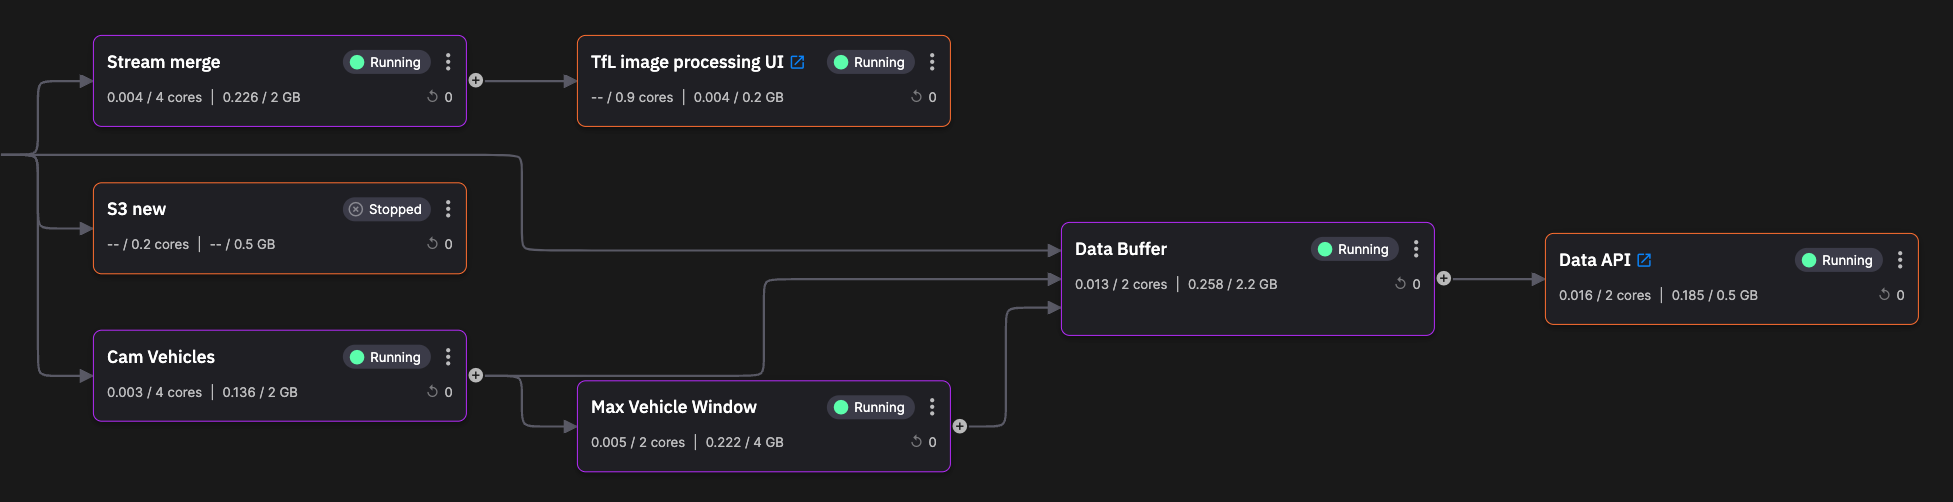 Stream merge Running
0.004 / 4 cores | 0.226 / 2 GB 0
TfL image processing UI Running
-- / 0.9 cores | 0.004 / 0.2 GB 0
S3 new Stopped
-- / 0.2 cores | -- / 0.5 GB 0
Cam Vehicles Running
0.003 / 4 cores | 0.136 / 2 GB 0
Max Vehicle Window Running
0.005 / 2 cores | 0.222 / 4 GB 0
Data Buffer Running
0.013 / 2 cores | 0.258 / 2.2 GB 0
Data API Running
0.016 / 2 cores | 0.185 / 0.5 GB 0